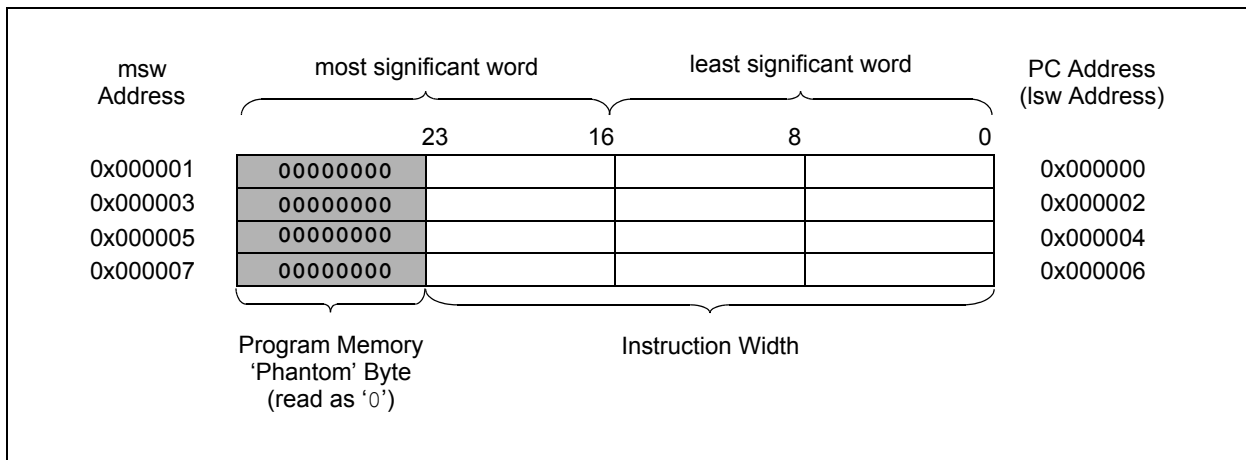 msw
Address
most significant word
least significant word
PC Address
(lsw Address)
23
16
8
0
0x000001
00000000
0x000000
0x000003
00000000
0x000002
0x000005
00000000
0x000004
0x000007
00000000
0x000006
Program Memory
‘Phantom’ Byte
(read as ‘0’)
Instruction Width